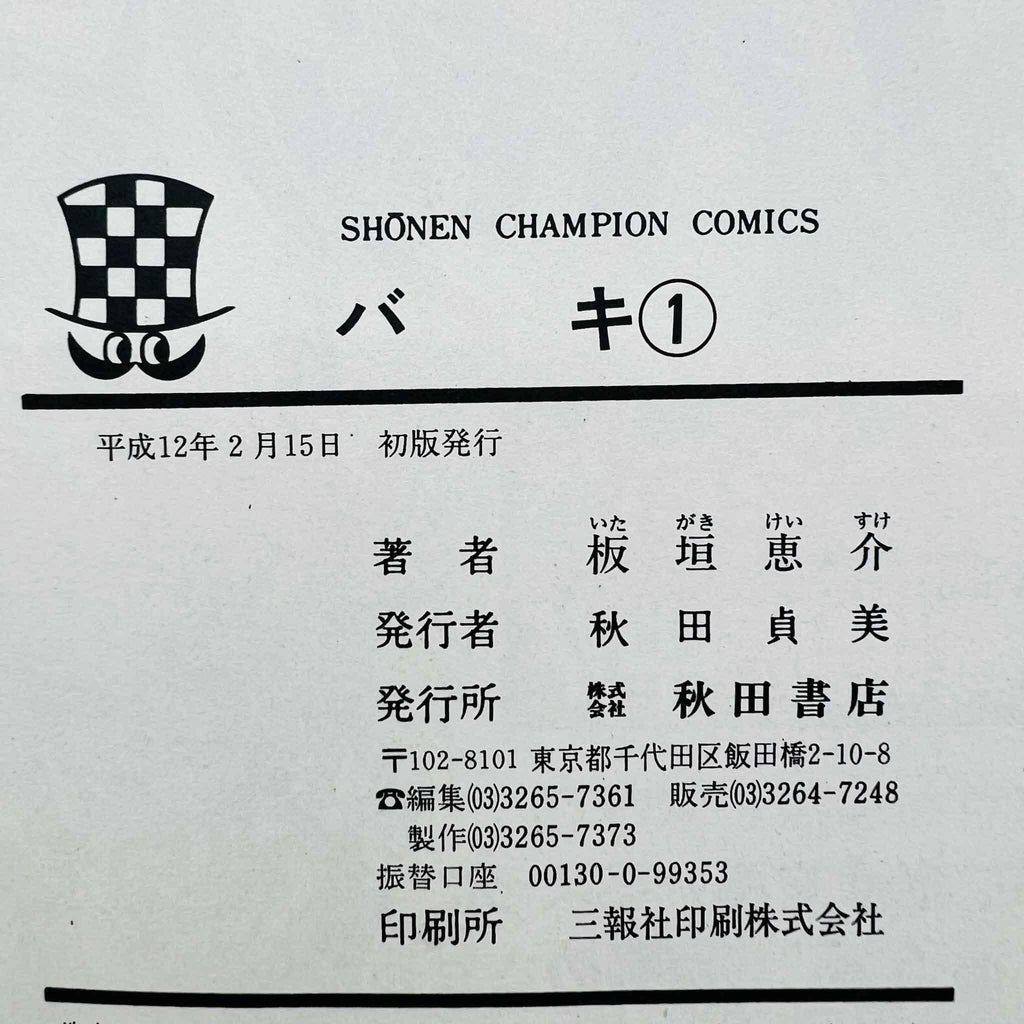 SHŌNEN CHAMPION COMICS
バキ①
平成12年2月15日 初版発行
いた がき けい すけ
著者 板垣恵介
発行者 秋田貞美
発行所 株式会社 秋田書店
〒102-8101 東京都千代田区飯田橋2-10-8
☎編集(03)3265-7361 販売(03)3264-7248
製作(03)3265-7373
振替口座 00130-0-99353
印刷所 三報社印刷株式会社